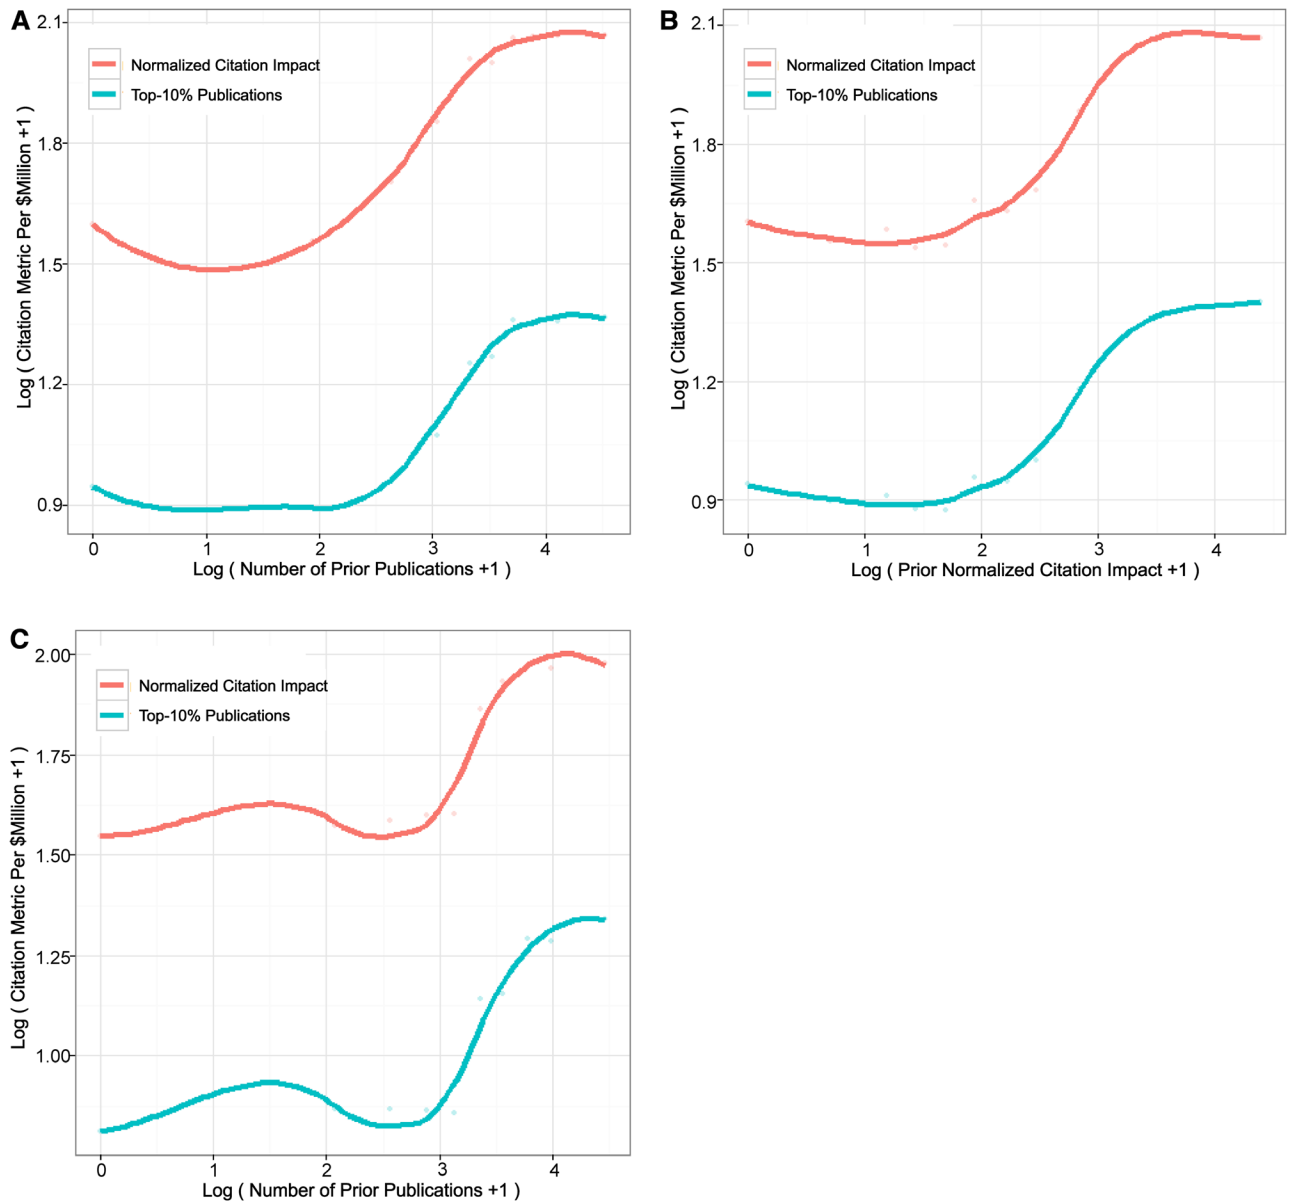 A
Log ( Citation Metric Per $Million +1 )
2.1
1.8
1.5
1.2
0.9
Normalized Citation Impact
Top-10% Publications
0 1 2 3 4
Log ( Number of Prior Publications +1 )
B
Log ( Citation Metric Per $Million +1 )
2.1
1.8
1.5
1.2
0.9
Normalized Citation Impact
Top-10% Publications
0 1 2 3 4
Log ( Prior Normalized Citation Impact +1 )
C
Log ( Citation Metric Per $Million +1 )
2.00
1.75
1.50
1.25
1.00
Normalized Citation Impact
Top-10% Publications
0 1 2 3 4
Log ( Number of Prior Publications +1 )